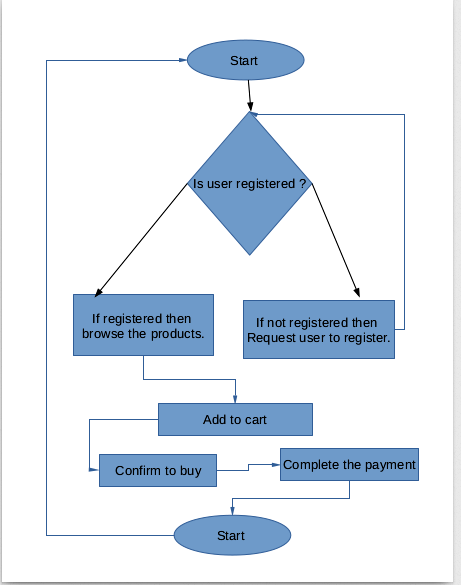 Start
Is user registered ?
If registered then
browse the products.
If not registered then
Request user to register.
Add to cart
Confirm to buy
Complete the payment
Start